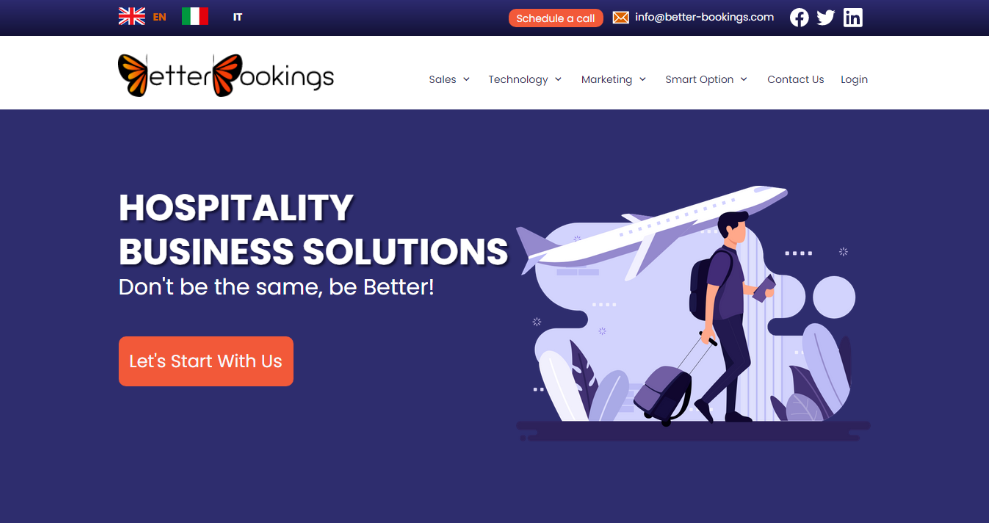 EN
IT
Schedule a call
info@better-bookings.com
etter ookings
Sales
Technology
Marketing
Smart Option
Contact Us
Login
HOSPITALITY
BUSINESS SOLUTIONS
Don't be the same, be Better!
Let's Start With Us